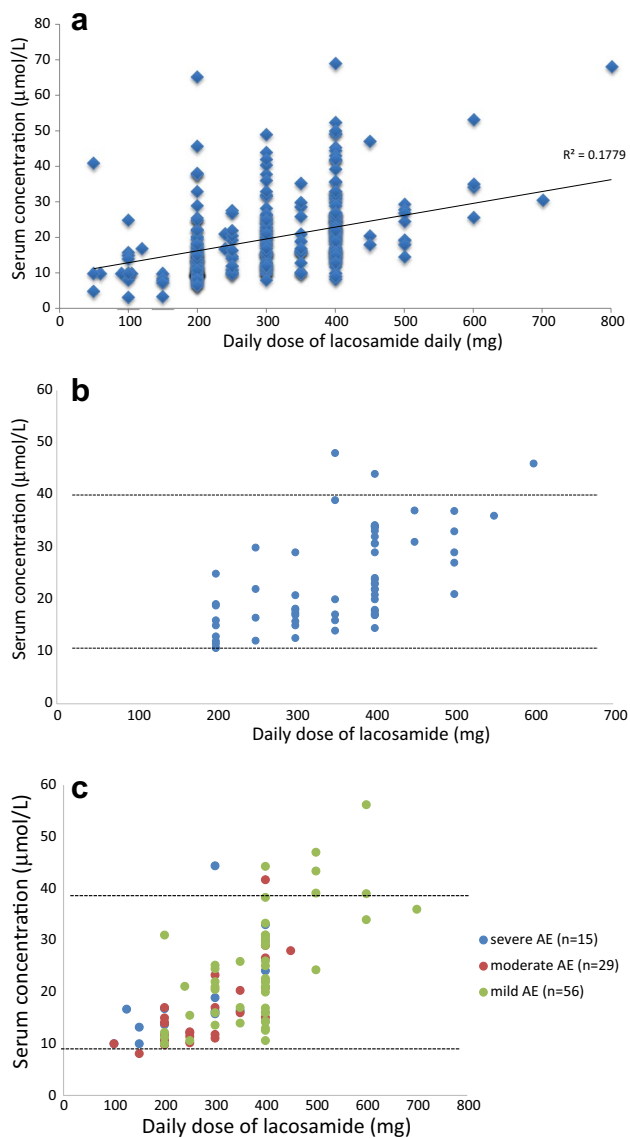 a
Serum concentration (μmol/L)
80
70
60
50
40
30
20
10
0
R² = 0.1779
0 100 200 300 400 500 600 700 800
Daily dose of lacosamide daily (mg)
b
Serum concentration (μmol/L)
60
50
40
30
20
10
0
0 100 200 300 400 500 600 700
Daily dose of lacosamide (mg)
c
Serum concentration (μmol/L)
60
50
40
30
20
10
0
severe AE (n=15)
moderate AE (n=29)
mild AE (n=56)
0 100 200 300 400 500 600 700 800
Daily dose of lacosamide (mg)